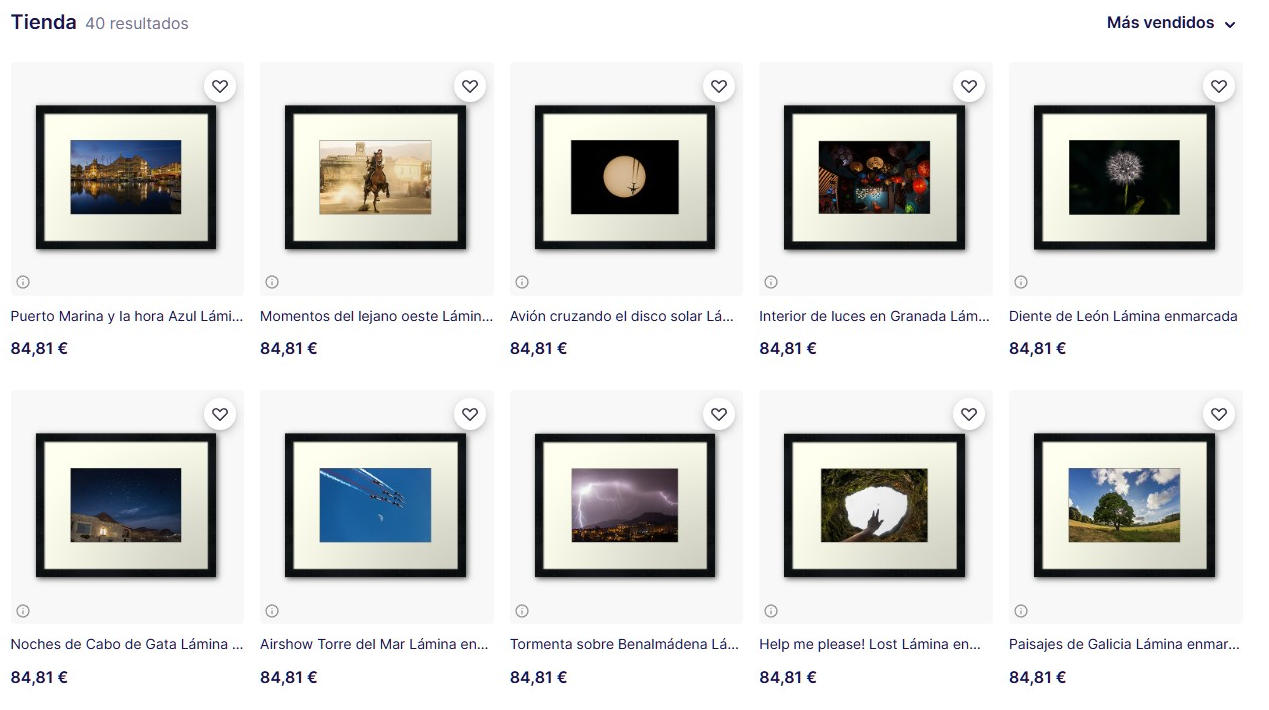 Tienda 40 resultados
Más vendidos
Puerto Marina y la hora Azul Lámi...
Momentos del lejano oeste Lámin...
Avión cruzando el disco solar Lá...
Interior de luces en Granada Lám...
Diente de León Lámina enmarcada
84,81 €
84,81 €
84,81 €
84,81 €
84,81 €
Noches de Cabo de Gata Lámina ...
Airshow Torre del Mar Lámina en...
Tormenta sobre Benalmádena Lá...
Help me please! Lost Lámina en...
Paisajes de Galicia Lámina enmar...
84,81 €
84,81 €
84,81 €
84,81 €
84,81 €